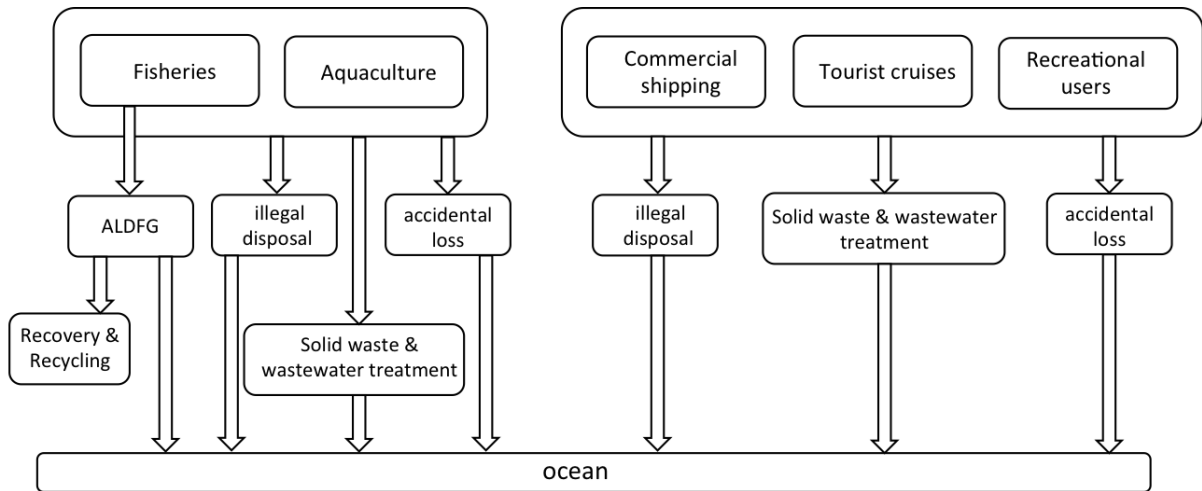 Fisheries
Aquaculture
Commercial
shipping
Tourist cruises
Recreational
users
ALDFG
illegal
disposal
accidental
loss
illegal
disposal
Solid waste & wastewater
treatment
accidental
loss
Recovery &
Recycling
Solid waste &
wastewater treatment
ocean